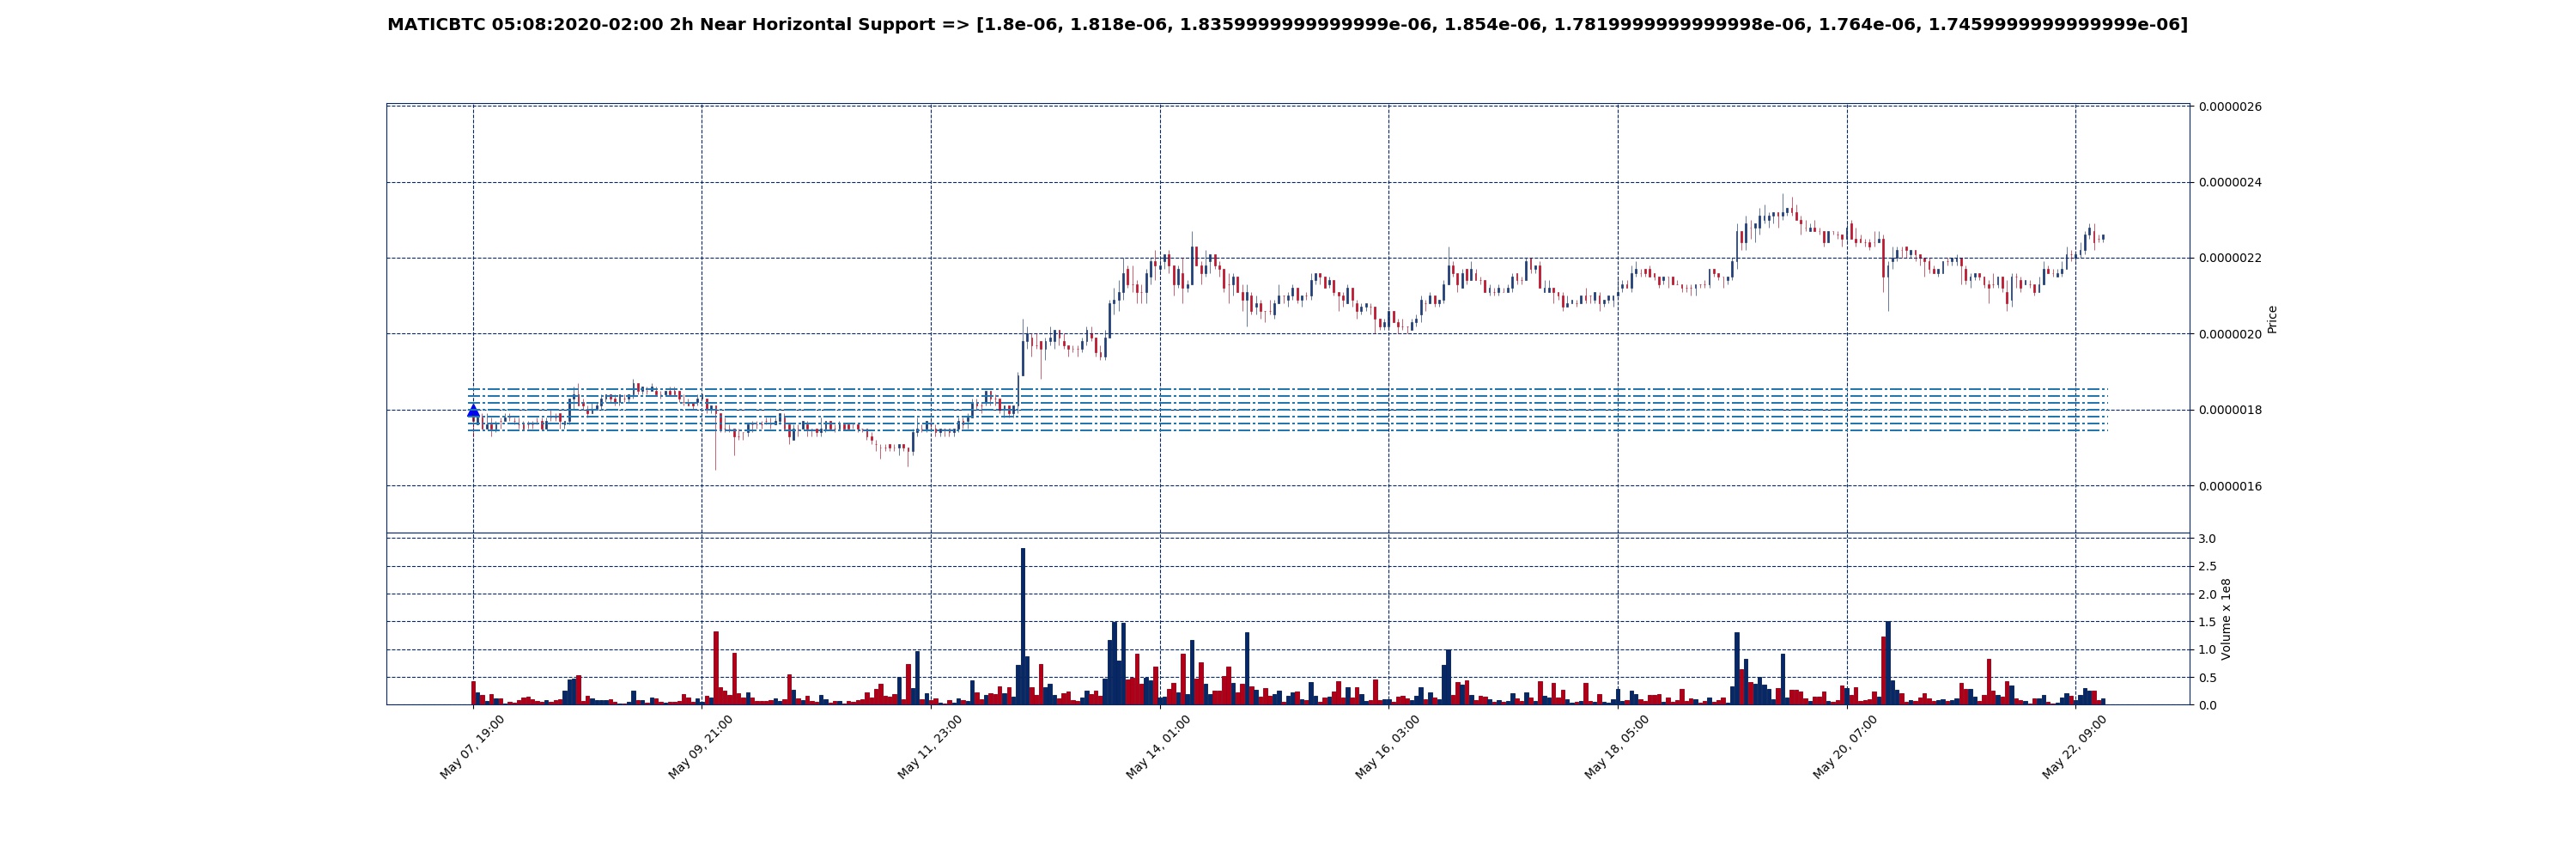 MATICBTC 05:08:2020-02:00 2h Near Horizontal Support => [1.8e-06, 1.818e-06, 1.8359999999999999e-06, 1.854e-06, 1.7819999999999998e-06, 1.764e-06, 1.7459999999999999e-06]
0.0000026
0.0000024
0.0000022
0.0000020
0.0000018
0.0000016
Price
3.0
2.5
2.0
1.5
1.0
0.5
0.0
Volume x 1e8
May 07, 19:00
May 09, 21:00
May 11, 23:00
May 14, 01:00
May 16, 03:00
May 18, 05:00
May 20, 07:00
May 22, 09:00